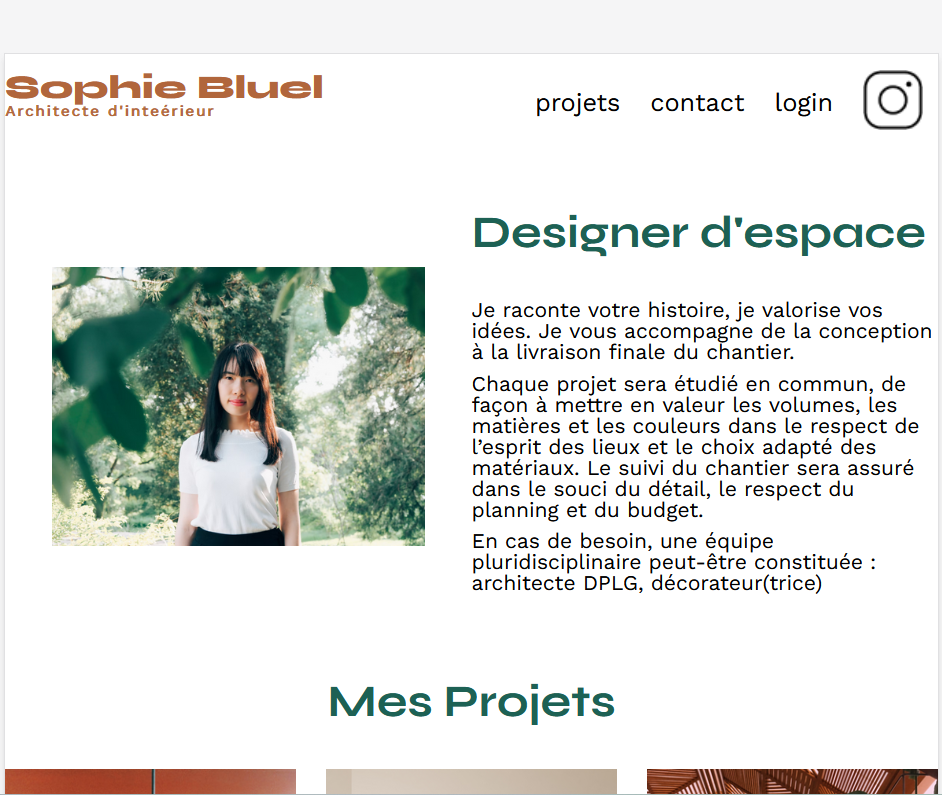 Sophie Bluel
Architecte d'inteérieur
projets contact login
Designer d'espace
Je raconte votre histoire, je valorise vos
idées. Je vous accompagne de la conception
à la livraison finale du chantier.
Chaque projet sera étudié en commun, de
façon à mettre en valeur les volumes, les
matières et les couleurs dans le respect de
l’esprit des lieux et le choix adapté des
matériaux. Le suivi du chantier sera assuré
dans le souci du détail, le respect du
planning et du budget.
En cas de besoin, une équipe
pluridisciplinaire peut-être constituée :
architecte DPLG, décorateur(trice)
Mes Projets